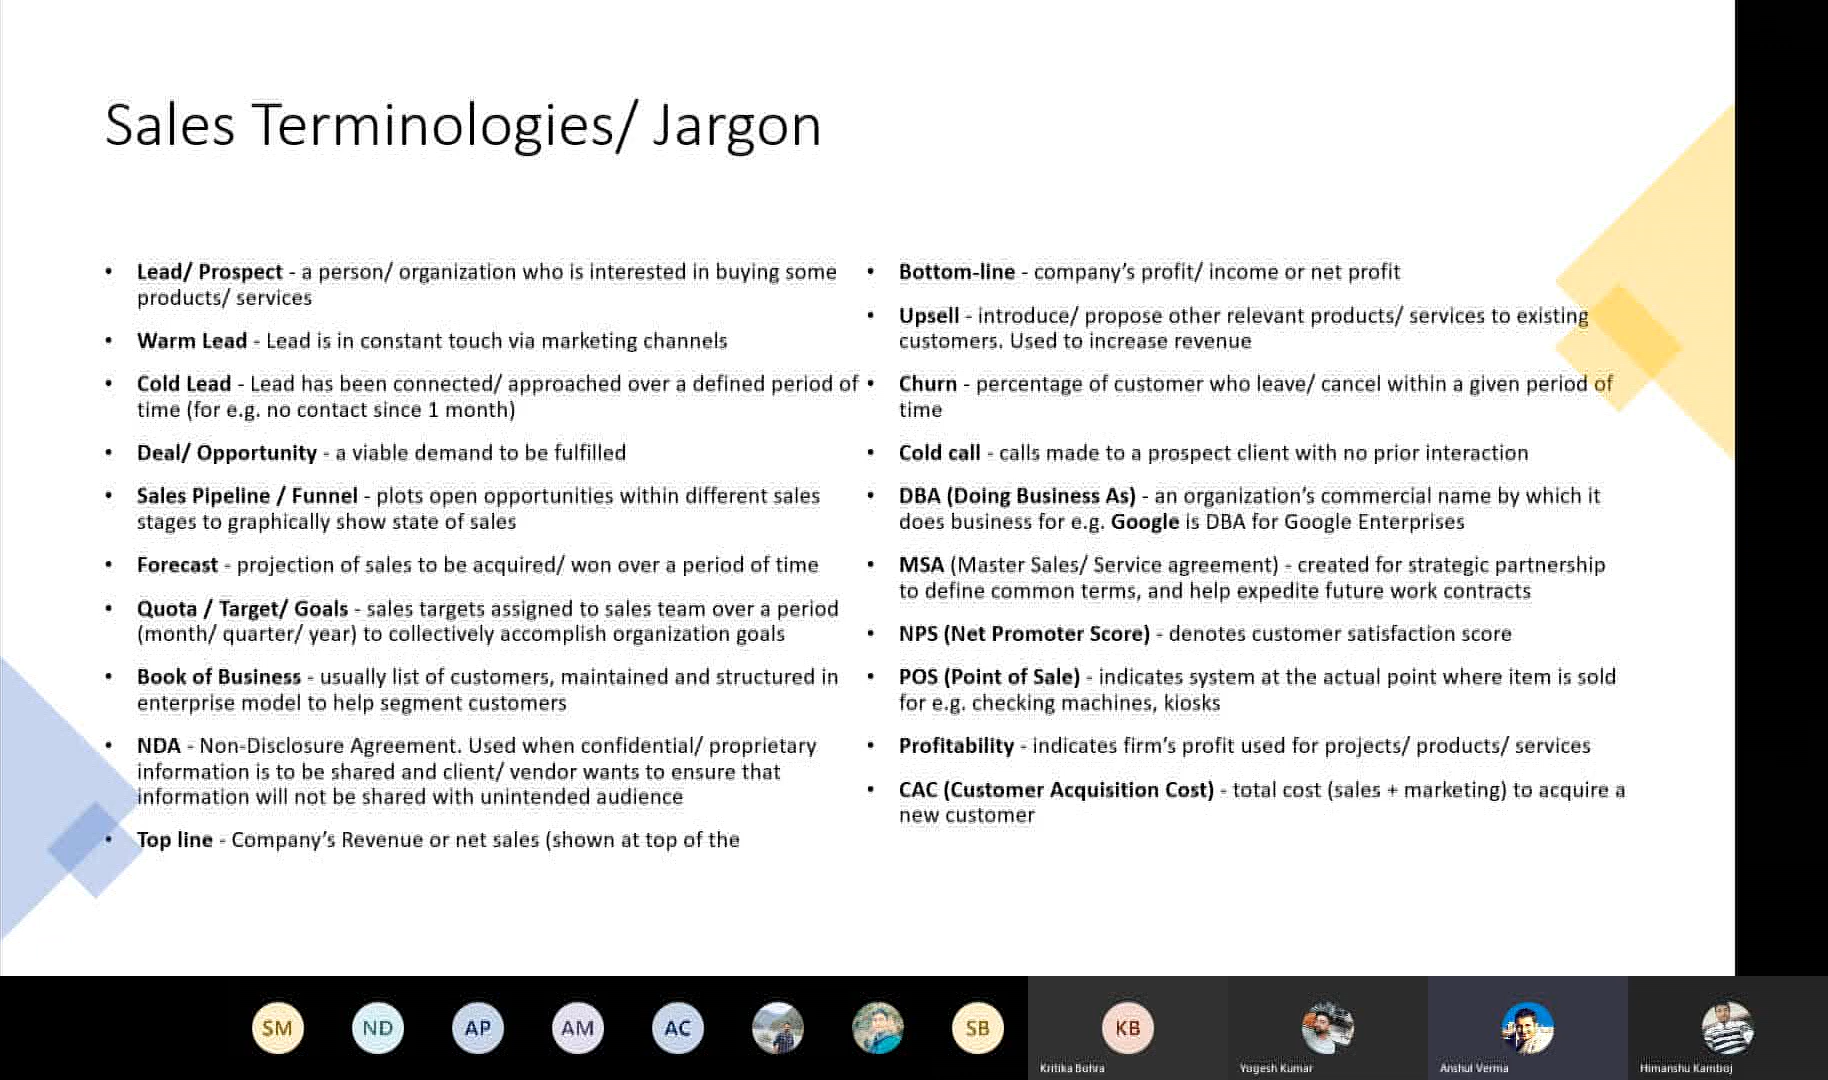 Sales Terminologies/ Jargon
• Lead/ Prospect - a person/ organization who is interested in buying some
products/ services
• Warm Lead - Lead is in constant touch via marketing channels
• Cold Lead - Lead has been connected/ approached over a defined period of
time (for e.g. no contact since 1 month)
• Deal/ Opportunity - a viable demand to be fulfilled
• Sales Pipeline / Funnel - plots open opportunities within different sales
stages to graphically show state of sales
• Forecast - projection of sales to be acquired/ won over a period of time
• Quota / Target/ Goals - sales targets assigned to sales team over a period
(month/ quarter/ year) to collectively accomplish organization goals
• Book of Business - usually list of customers, maintained and structured in
enterprise model to help segment customers
• NDA - Non-Disclosure Agreement. Used when confidential/ proprietary
information is to be shared and client/ vendor wants to ensure that
information will not be shared with unintended audience
• Top line - Company's Revenue or net sales (shown at top of the
• Bottom-line - company's profit/ income or net profit
• Upsell - introduce/ propose other relevant products/ services to existing
customers. Used to increase revenue
• Churn - percentage of customer who leave/ cancel within a given period of
time
• Cold call - calls made to a prospect client with no prior interaction
• DBA (Doing Business As) - an organization's commercial name by which it
does business for e.g. Google is DBA for Google Enterprises
• MSA (Master Sales/ Service agreement) - created for strategic partnership
to define common terms, and help expedite future work contracts
• NPS (Net Promoter Score) - denotes customer satisfaction score
• POS (Point of Sale) - indicates system at the actual point where item is sold
for e.g. checking machines, kiosks
• Profitability - indicates firm's profit used for projects/ products/ services
• CAC (Customer Acquisition Cost) - total cost (sales + marketing) to acquire a
new customer
SM ND AP AM AC SB KB
Kritika Bohra Yogesh Kumar Anshul Verma Himanshu Kamboj